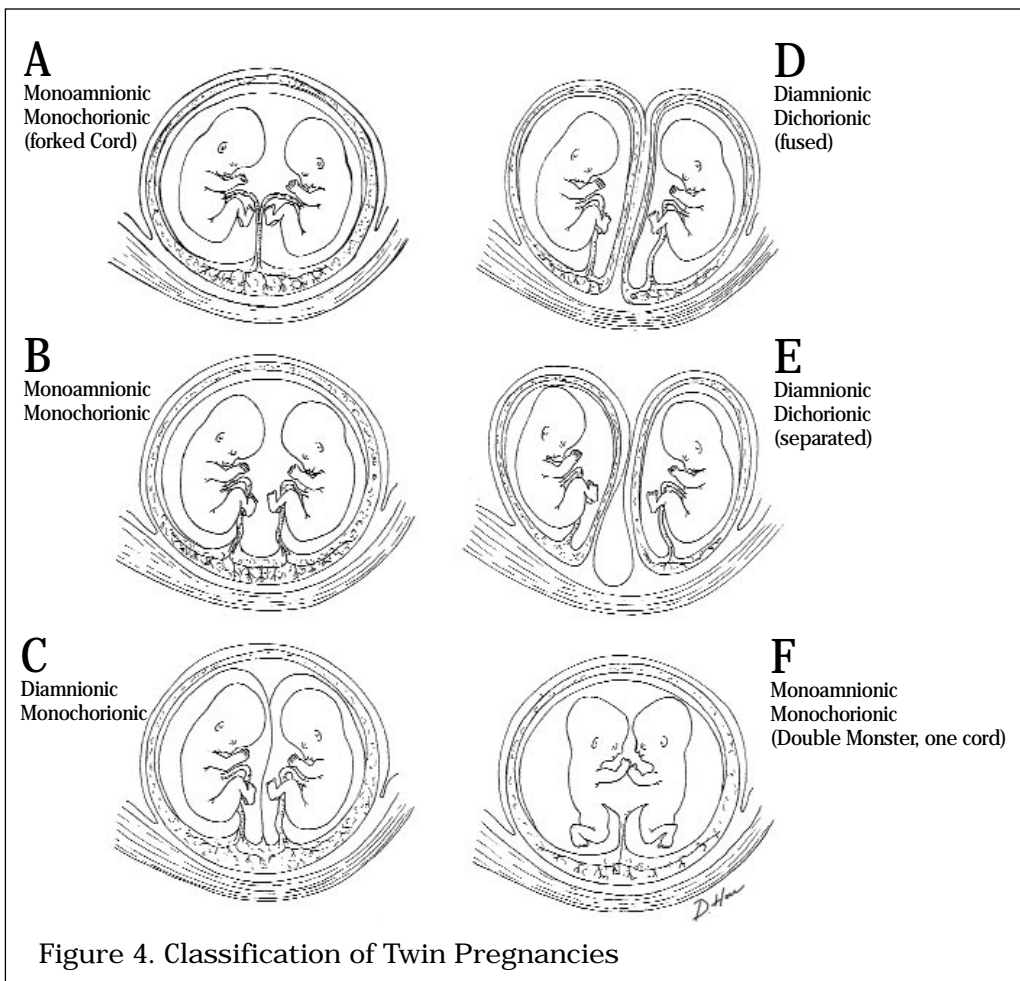 A
Monoamnionic
Monochorionic
(forked Cord)
B
Monoamnionic
Monochorionic
C
Diamnionic
Monochorionic
D
Diamnionic
Dichorionic
(fused)
E
Diamnionic
Dichorionic
(separated)
F
Monoamnionic
Monochorionic
(Double Monster, one cord)
Figure 4. Classification of Twin Pregnancies